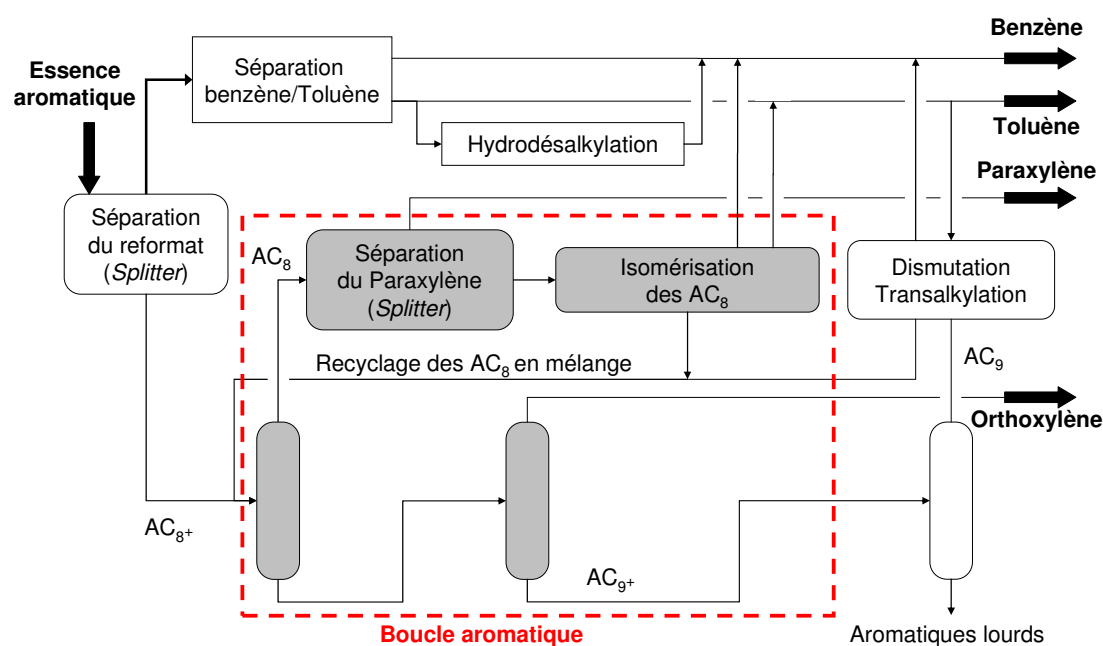 Benzène
Essence
aromatique
Séparation
benzène/Toluène
Toluène
Hydrodésalkylation
Paraxylène
Séparation
du reformat
(Splitter)
AC8
Séparation
du Paraxylène
(Splitter)
Isomérisation
des AC8
Dismutation
Transalkylation
Recyclage des AC8 en mélange
AC9
Orthoxylène
AC8+
AC9+
Boucle aromatique
Aromatiques lourds